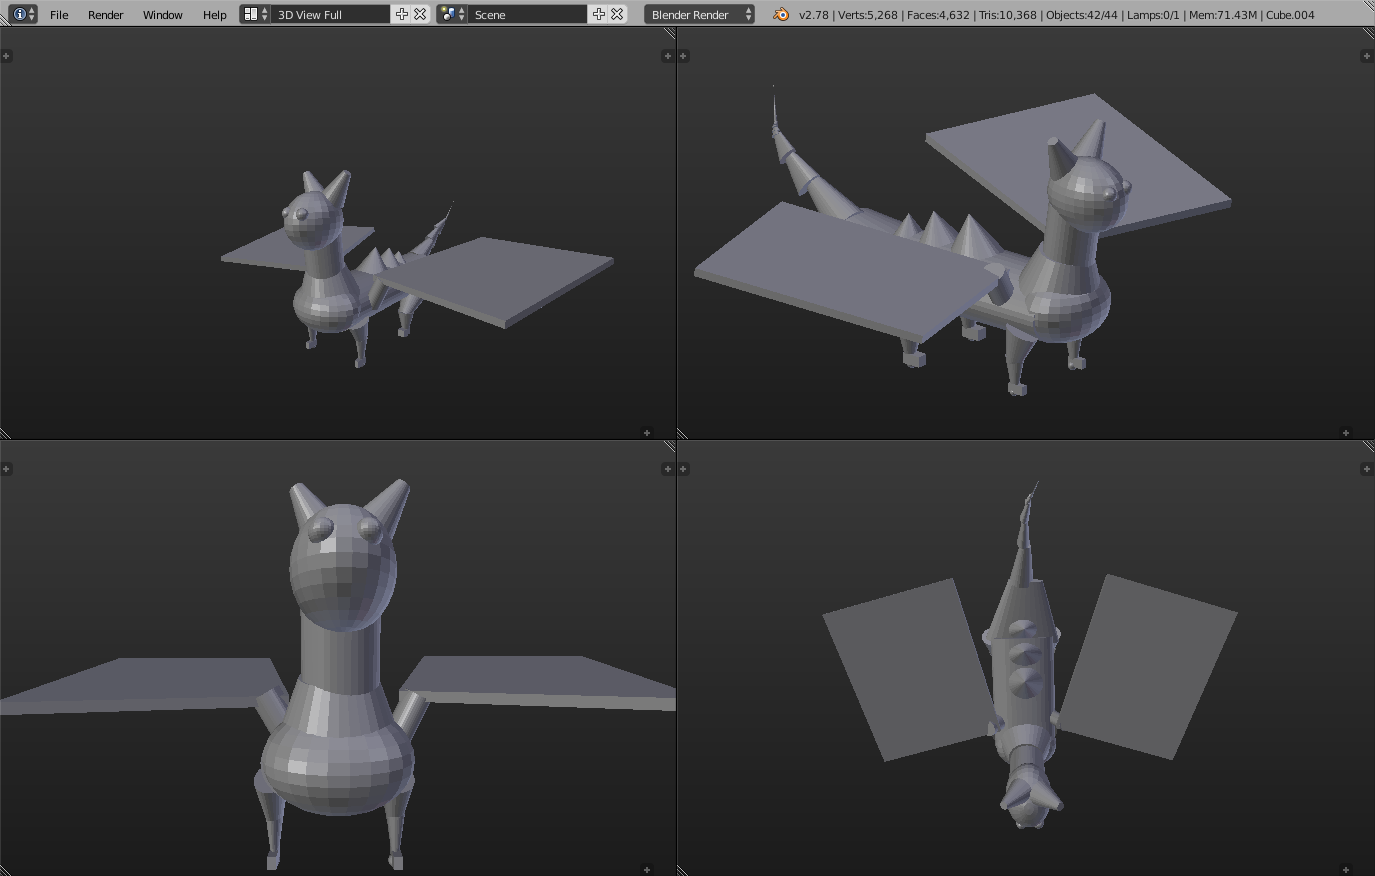 File Render Window Help 3D View Full Scene Blender Render v2.78 | Verts:5,268 | Faces:4,632 | Tris:10,368 | Objects:42/44 | Lamps:0/1 | Mem:71.43M | Cube.004